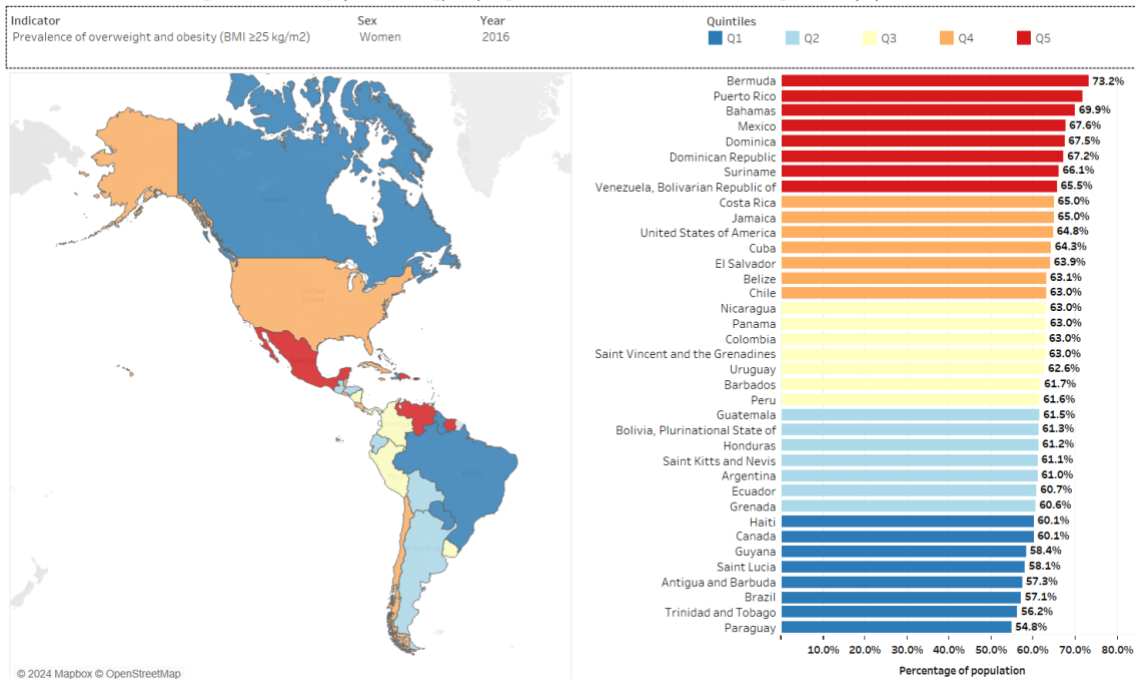 Indicator Sex Year Quintiles
Prevalence of overweight and obesity (BMI ≥25 kg/m2) Women 2016 Q1 Q2 Q3 Q4 Q5
Bermuda 73.2%
Puerto Rico
Bahamas 69.9%
Mexico 67.6%
Dominica 67.5%
Dominican Republic 67.2%
Suriname 66.1%
Venezuela, Bolivarian Republic of 65.5%
Costa Rica 65.0%
Jamaica 65.0%
United States of America 64.8%
Cuba 64.3%
El Salvador 63.9%
Belize 63.1%
Chile 63.0%
Nicaragua 63.0%
Panama 63.0%
Colombia 63.0%
Saint Vincent and the Grenadines 63.0%
Uruguay 62.6%
Barbados 61.7%
Peru 61.6%
Guatemala 61.5%
Bolivia, Plurinational State of 61.3%
Honduras 61.2%
Saint Kitts and Nevis 61.1%
Argentina 61.0%
Ecuador 60.7%
Grenada 60.6%
Haiti 60.1%
Canada 60.1%
Guyana 58.4%
Saint Lucia 58.1%
Antigua and Barbuda 57.3%
Brazil 57.1%
Trinidad and Tobago 56.2%
Paraguay 54.8%
10.0% 20.0% 30.0% 40.0% 50.0% 60.0% 70.0% 80.0%
Percentage of population
© 2024 Mapbox © OpenStreetMap